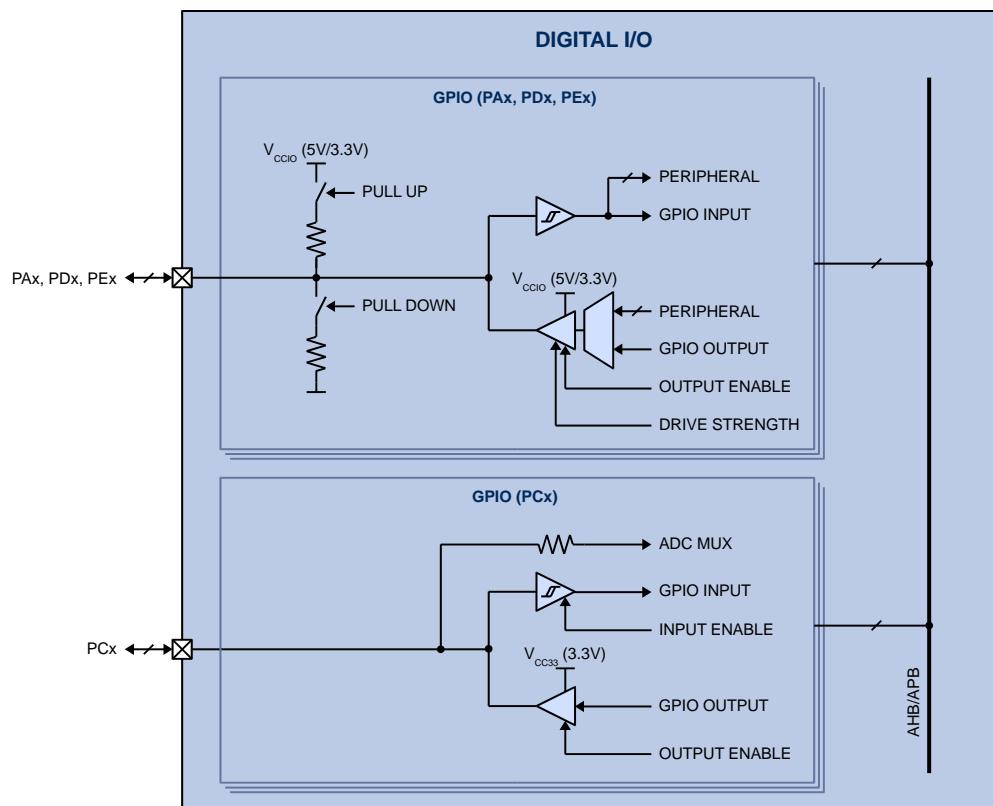 DIGITAL I/O
GPIO (PAx, PDx, PEx)
VCCIO (5V/3.3V)
PULL UP
PERIPHERAL
GPIO INPUT
PAx, PDx, PEx
VCCIO (5V/3.3V)
PULL DOWN
PERIPHERAL
GPIO OUTPUT
OUTPUT ENABLE
DRIVE STRENGTH
GPIO (PCx)
ADC MUX
GPIO INPUT
INPUT ENABLE
PCx
VCC33 (3.3V)
GPIO OUTPUT
OUTPUT ENABLE
AHB/APB